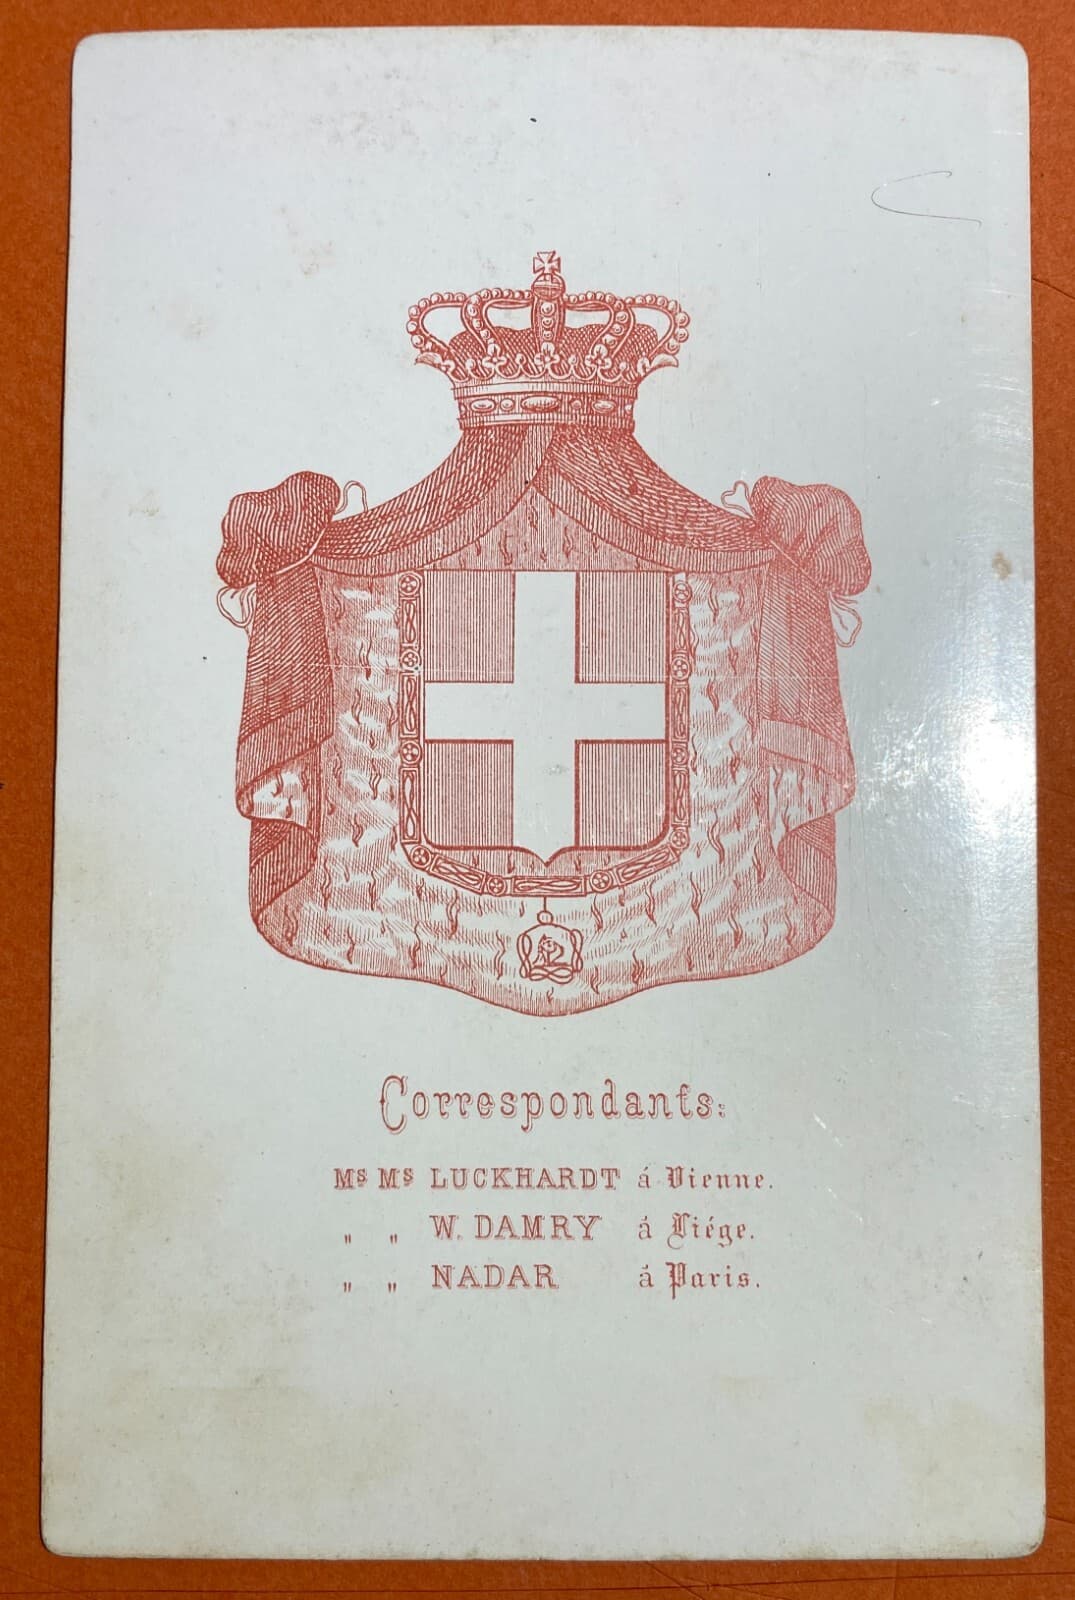 Correspondants:
Ms Ms LUCKHARDT á Vienne.
„ „ W. DAMRY á Liége.
„ „ NADAR á Paris.